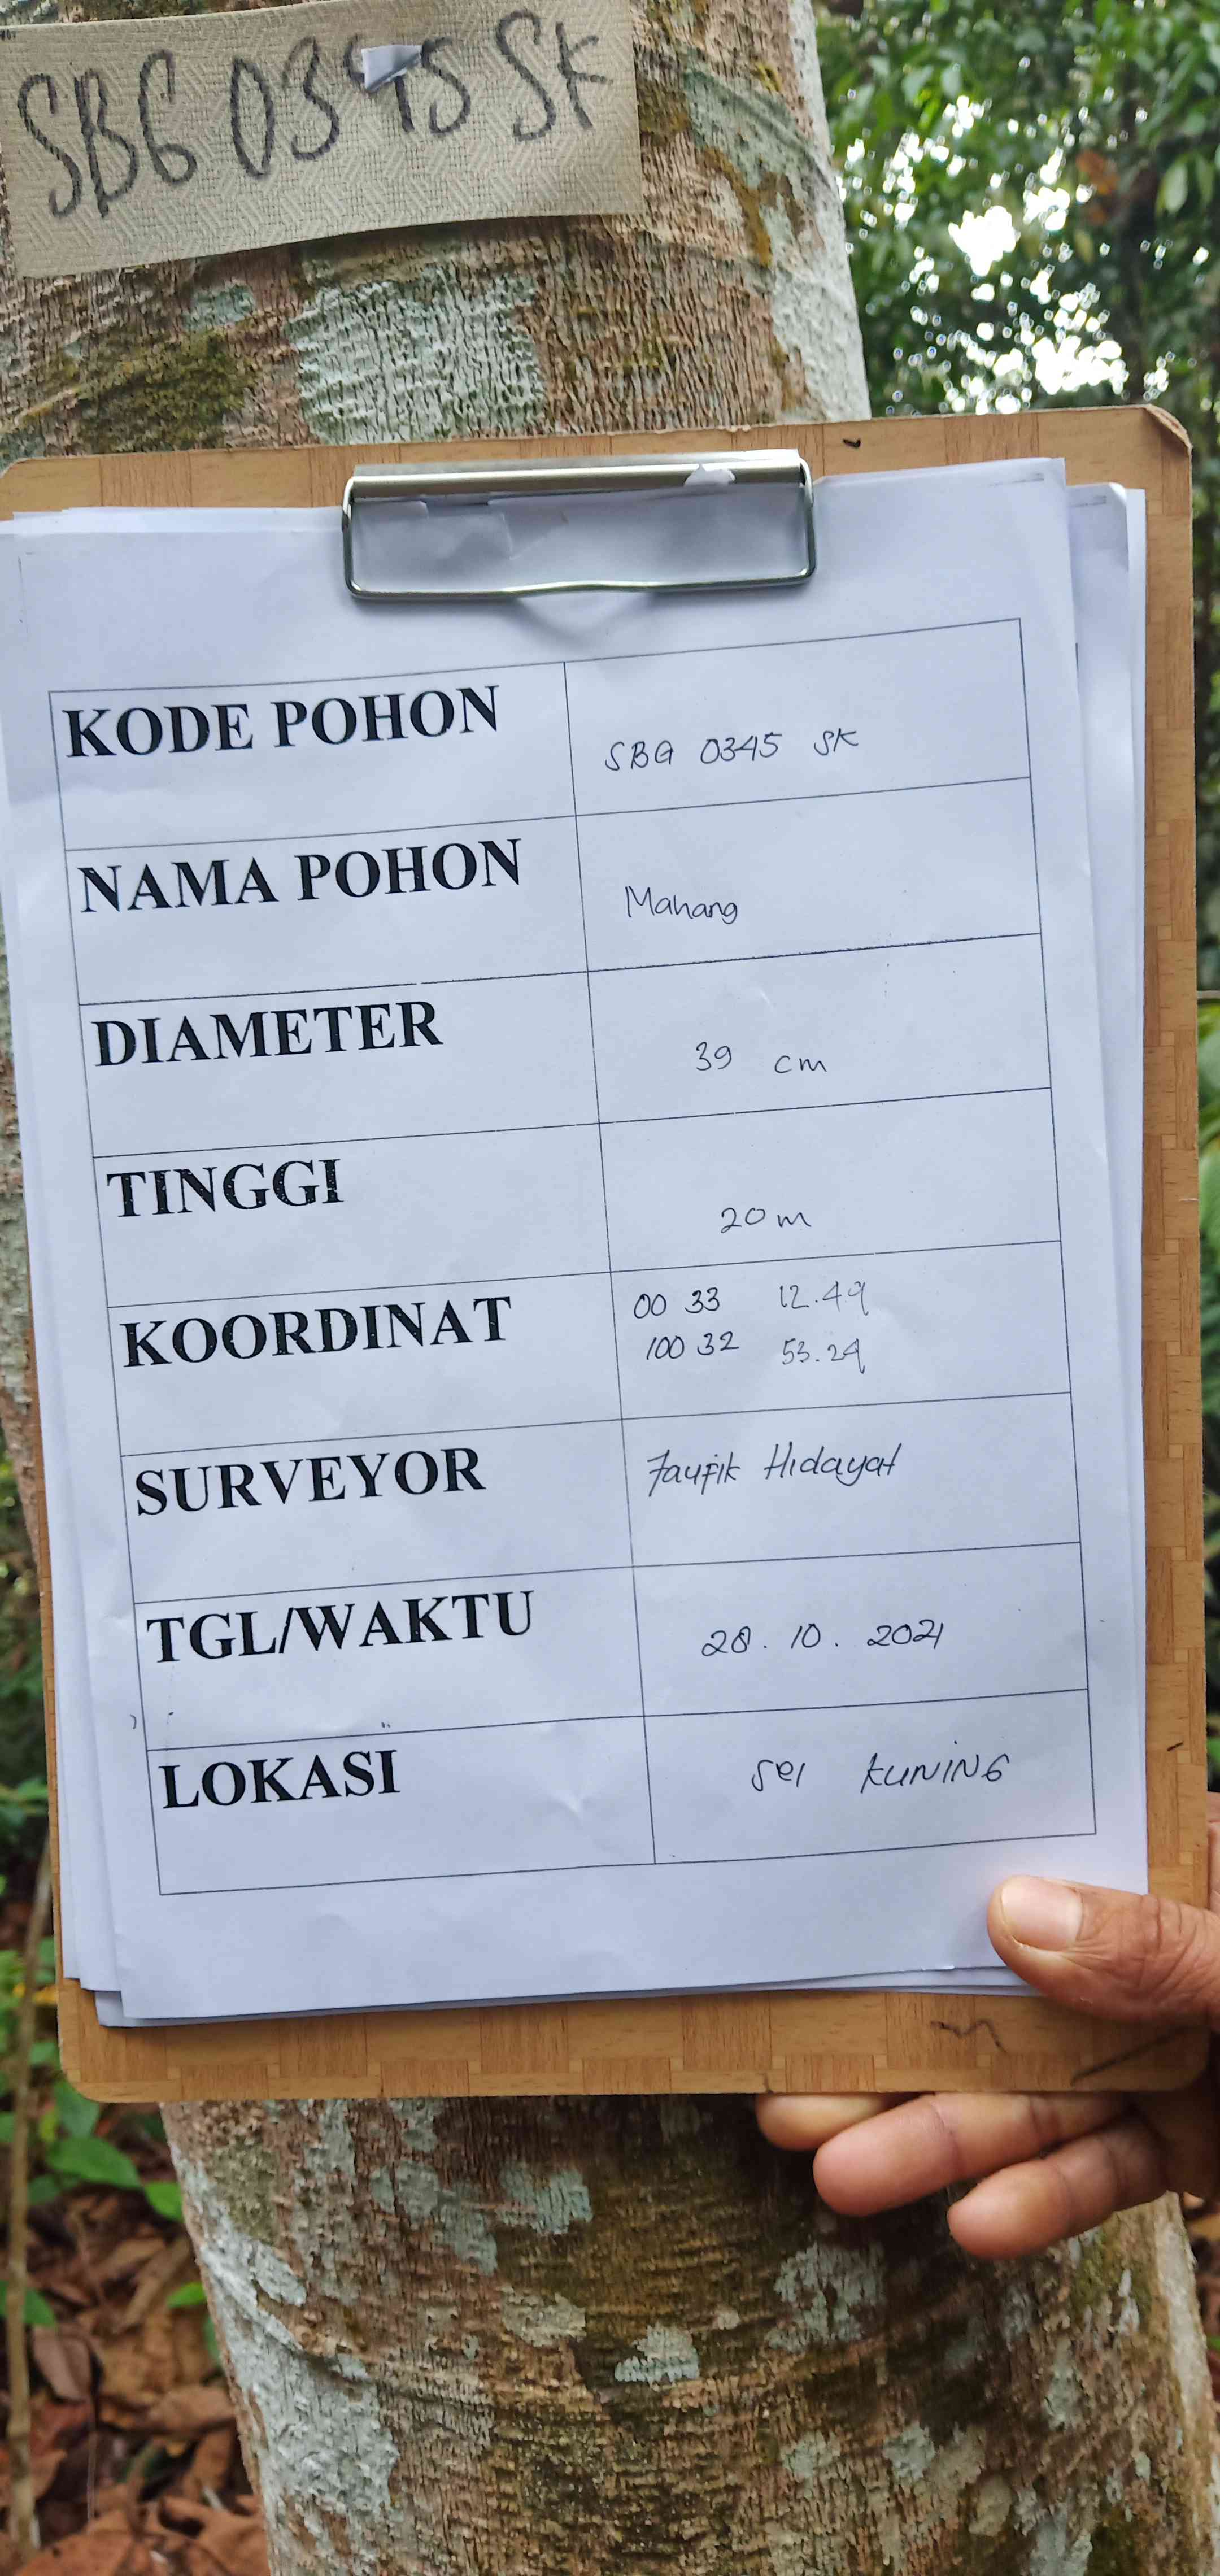 SBG 0345 SK
KODE POHON
SBG 0345 SK
NAMA POHON
Mahang
DIAMETER
39 cm
TINGGI
20 m
KOORDINAT
00 33 12.49
100 32 53.29
SURVEYOR
Taufik Hidayat
TGL/WAKTU
28.10.2021
LOKASI
Sei KUNING